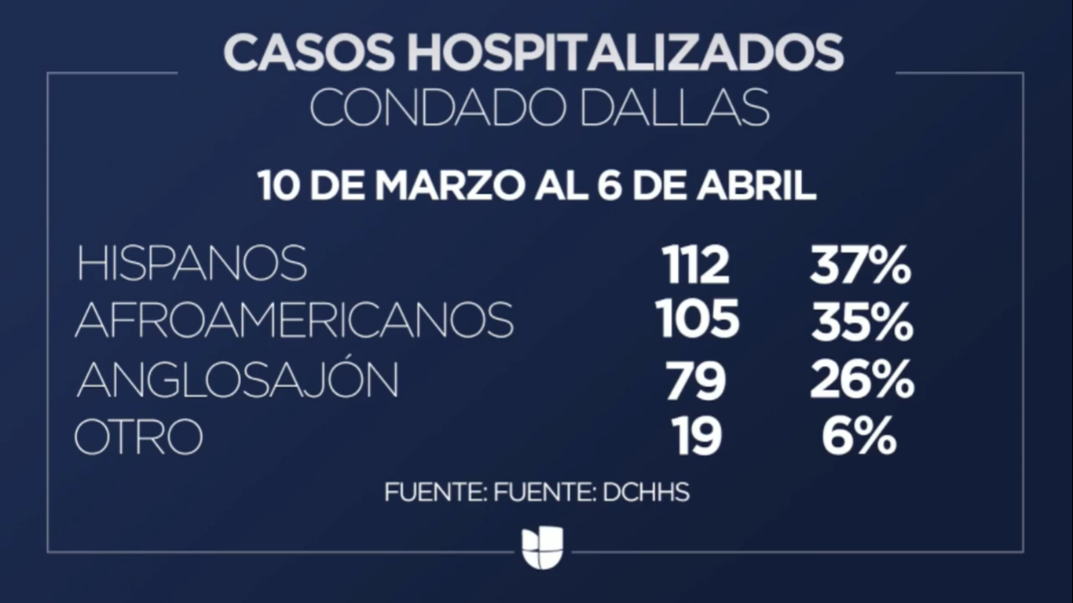 CASOS HOSPITALIZADOS
CONDADO DALLAS
10 DE MARZO AL 6 DE ABRIL
HISPANOS 112 37%
AFROAMERICANOS 105 35%
ANGLOSAJÓN 79 26%
OTRO 19 6%
FUENTE: FUENTE: DCHHS